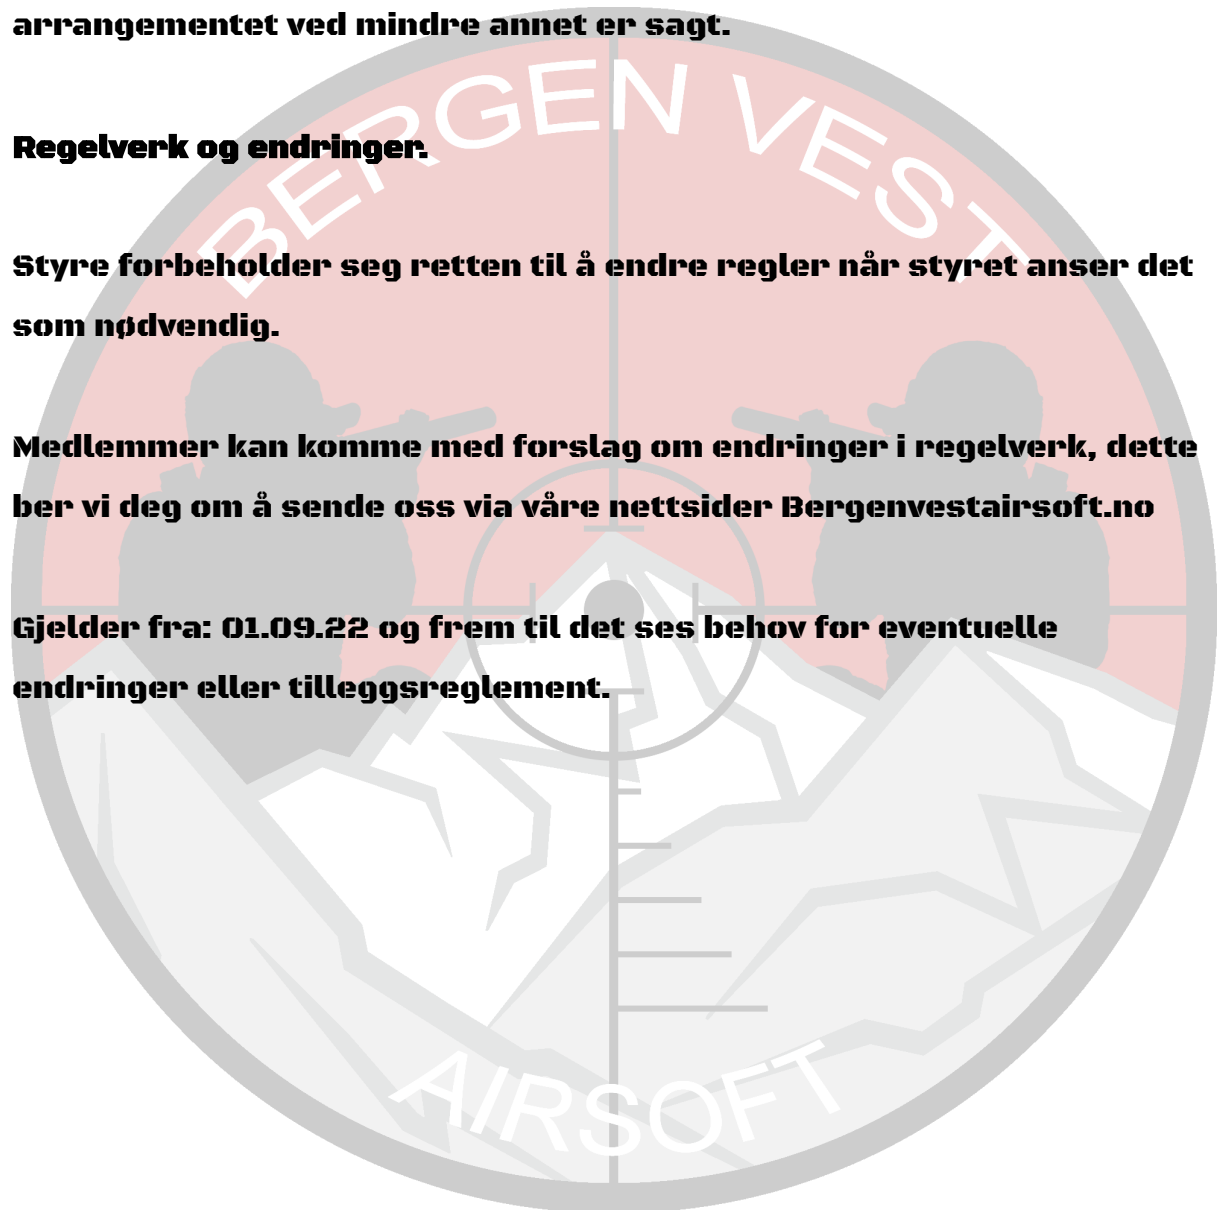 arrangementet ved mindre annet er sagt.
BERGEN VEST
Regelverk og endringer.
Styre forbeholder seg retten til å endre regler når styret anser det
som nødvendig.
Medlemmer kan komme med forslag om endringer i regelverk, dette
ber vi deg om å sende oss via våre nettsider Bergenvestairsoft.no
Gjelder fra: 01.09.22 og frem til det ses behov for eventuelle
endringer eller tilleggsreglement.
AIRSOFT